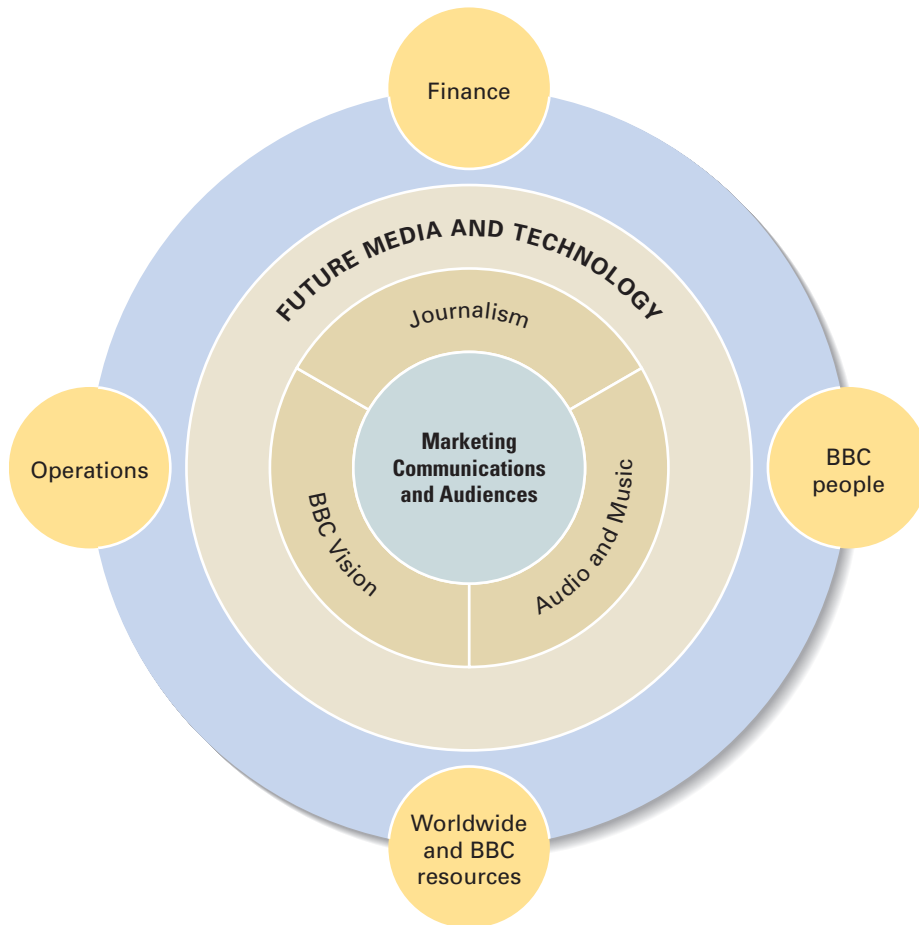 Finance
FUTURE MEDIA AND TECHNOLOGY
Journalism
Operations
Marketing
Communications
and Audiences
BBC
people
BBC Vision
Audio and Music
Worldwide
and BBC
resources